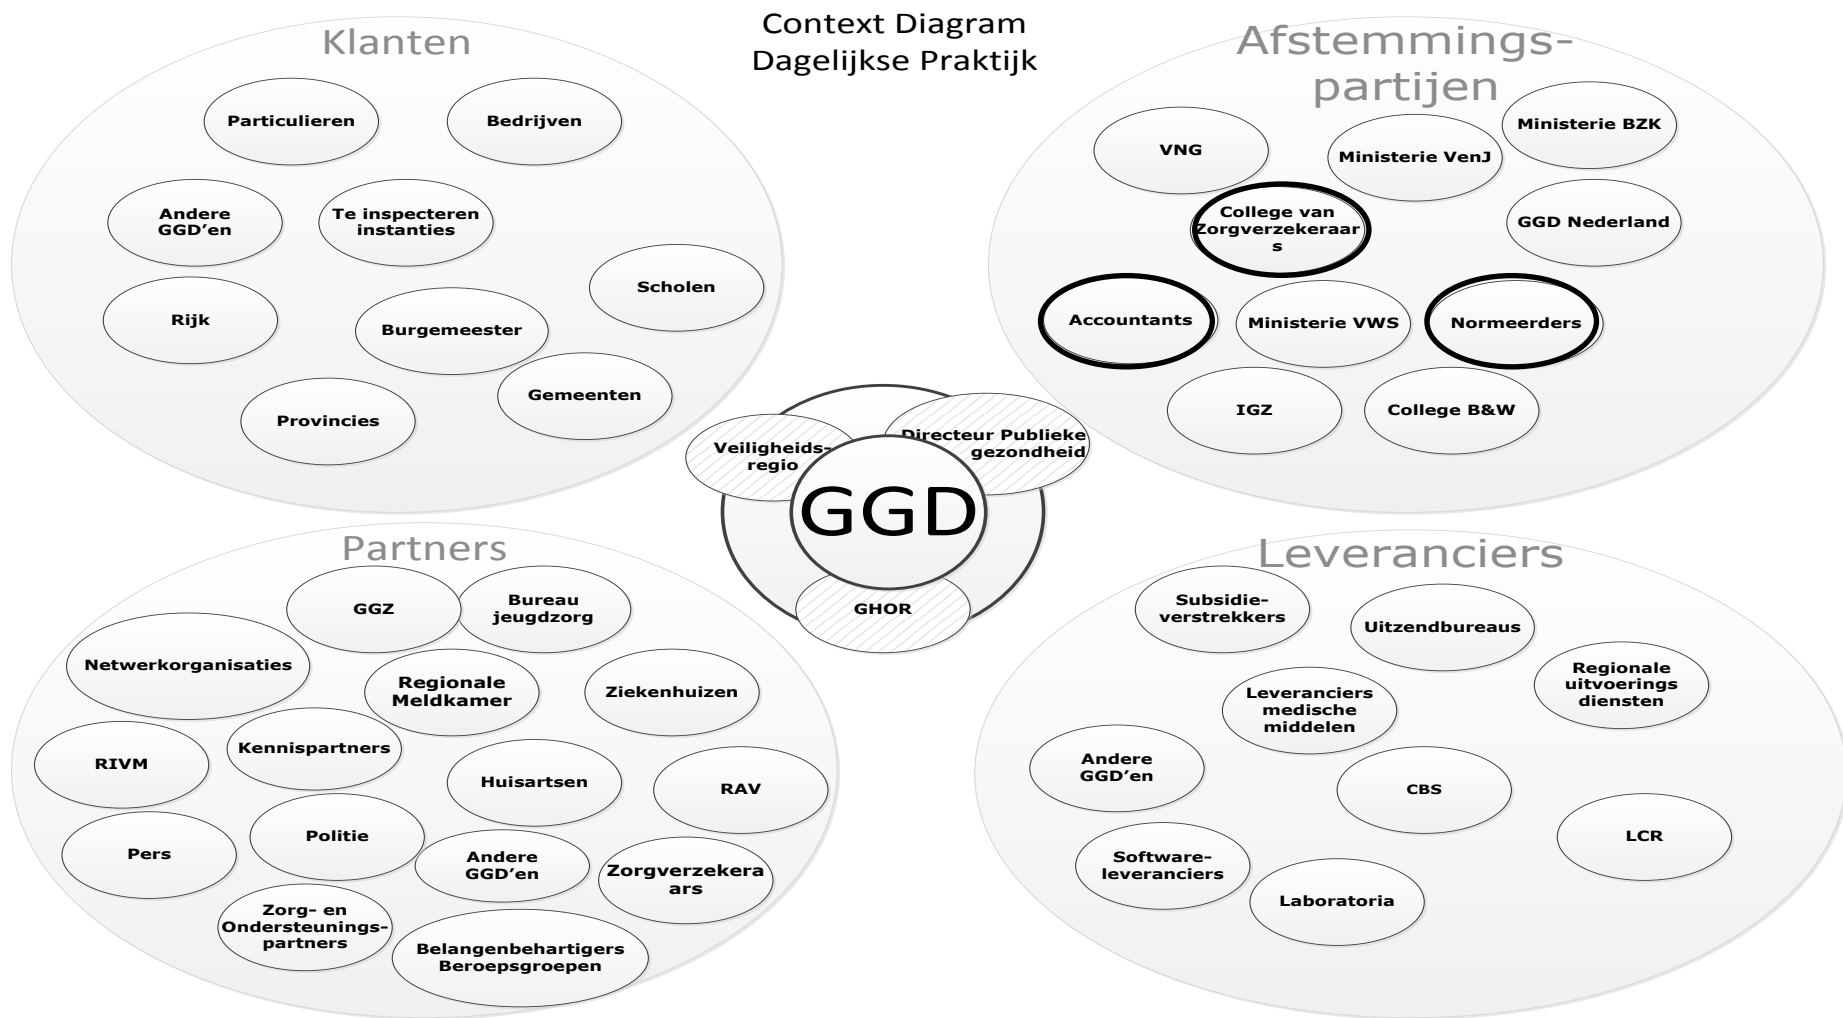 Context Diagram
Dagelijkse Praktijk
Klanten
Particulieren
Bedrijven
Andere
GGD'en
Te inspecteren
instanties
Scholen
Rijk
Burgemeester
Gemeenten
Provincies
Afstemmings-
partijen
Ministerie BZK
VNG
Ministerie VenJ
College van
Zorgverzekeraar
s
GGD Nederland
Accountants
Ministerie VWS
Normeerders
IGZ
College B&W
Veiligheids-
regio
Directeur Publieke
gezondheid
GGD
GHOR
Partners
GGZ
Bureau
jeugdzorg
Netwerkorganisaties
Regionale
Meldkamer
Ziekenhuizen
Kennispartners
RIVM
Huisartsen
RAV
Politie
Pers
Andere
GGD'en
Zorgverzekera
ars
Zorg- en
Ondersteunings-
partners
Belangenbehartigers
Beroepsgroepen
Leveranciers
Subsidie-
verstrekkers
Uitzendbureaus
Regionale
uitvoerings
diensten
Leveranciers
medische
middelen
Andere
GGD'en
CBS
LCR
Software-
leveranciers
Laboratoria